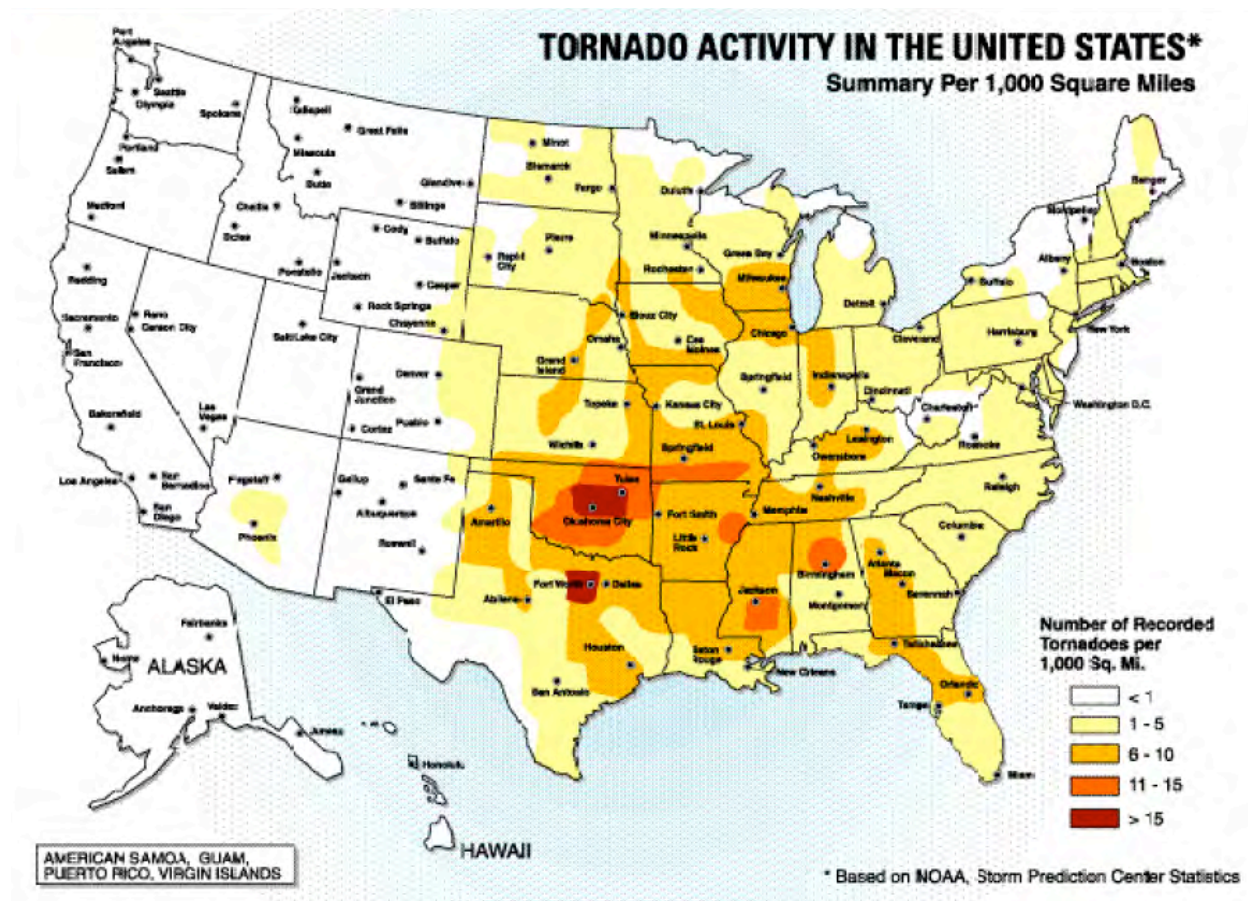 TORNADO ACTIVITY IN THE UNITED STATES*
Summary Per 1,000 Square Miles
Port
Angeles
Seattle
Olympia
Spokane
Portland
Salem
Medford
Kalispell
Great Falls
Missoula
Butte
Glendive
Billings
Challis
Boise
Pocatello
Jackson
Cody
Buffalo
Casper
Rock Springs
Cheyenne
Minot
Bismarck
Fargo
Duluth
Pierre
Rapid
City
Minneapolis
Rochester
Green Bay
Milwaukee
Bangor
Montpelier
Albany
Boston
Buffalo
Detroit
Redding
Sacramento
San
Francisco
Reno
Carson City
Salt Lake City
Las
Vegas
Bakersfield
Los Angeles
San
Bernadino
San
Diego
Denver
Grand
Junction
Cortez
Pueblo
Sioux City
Omaha
Grand
Island
Des
Moines
Chicago
Cleveland
Harrisburg
New York
Topeka
Kansas City
Wichita
Springfield
St. Louis
Springfield
Indianapolis
Cincinnati
Charleston
Roanoke
Washington D.C.
Lexington
Owensboro
Flagstaff
Phoenix
Gallup
Santa Fe
Albuquerque
Roswell
Amarillo
Tulsa
Oklahoma City
Fort Smith
Little
Rock
Memphis
Nashville
Raleigh
Columbia
Atlanta
Macon
Savannah
Birmingham
Montgomery
Jackson
El Paso
Abilene
Fort Worth
Dallas
Houston
San Antonio
Baton
Rouge
New Orleans
Tallahassee
Orlando
Tampa
Miami
Fairbanks
Nome
ALASKA
Anchorage
Valdez
Juneau
Honolulu
HAWAII
AMERICAN SAMOA, GUAM,
PUERTO RICO, VIRGIN ISLANDS
Number of Recorded
Tornadoes per
1,000 Sq. Mi.
< 1
1 - 5
6 - 10
11 - 15
> 15
* Based on NOAA, Storm Prediction Center Statistics